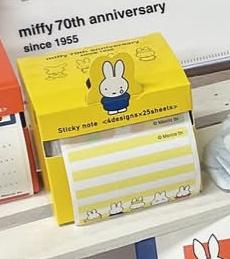 miffy 70th anniversary
since 1955
miffy 70th anniversary
Sticky note <4designs×25sheets>
© Mercis bv
© Mercis bv